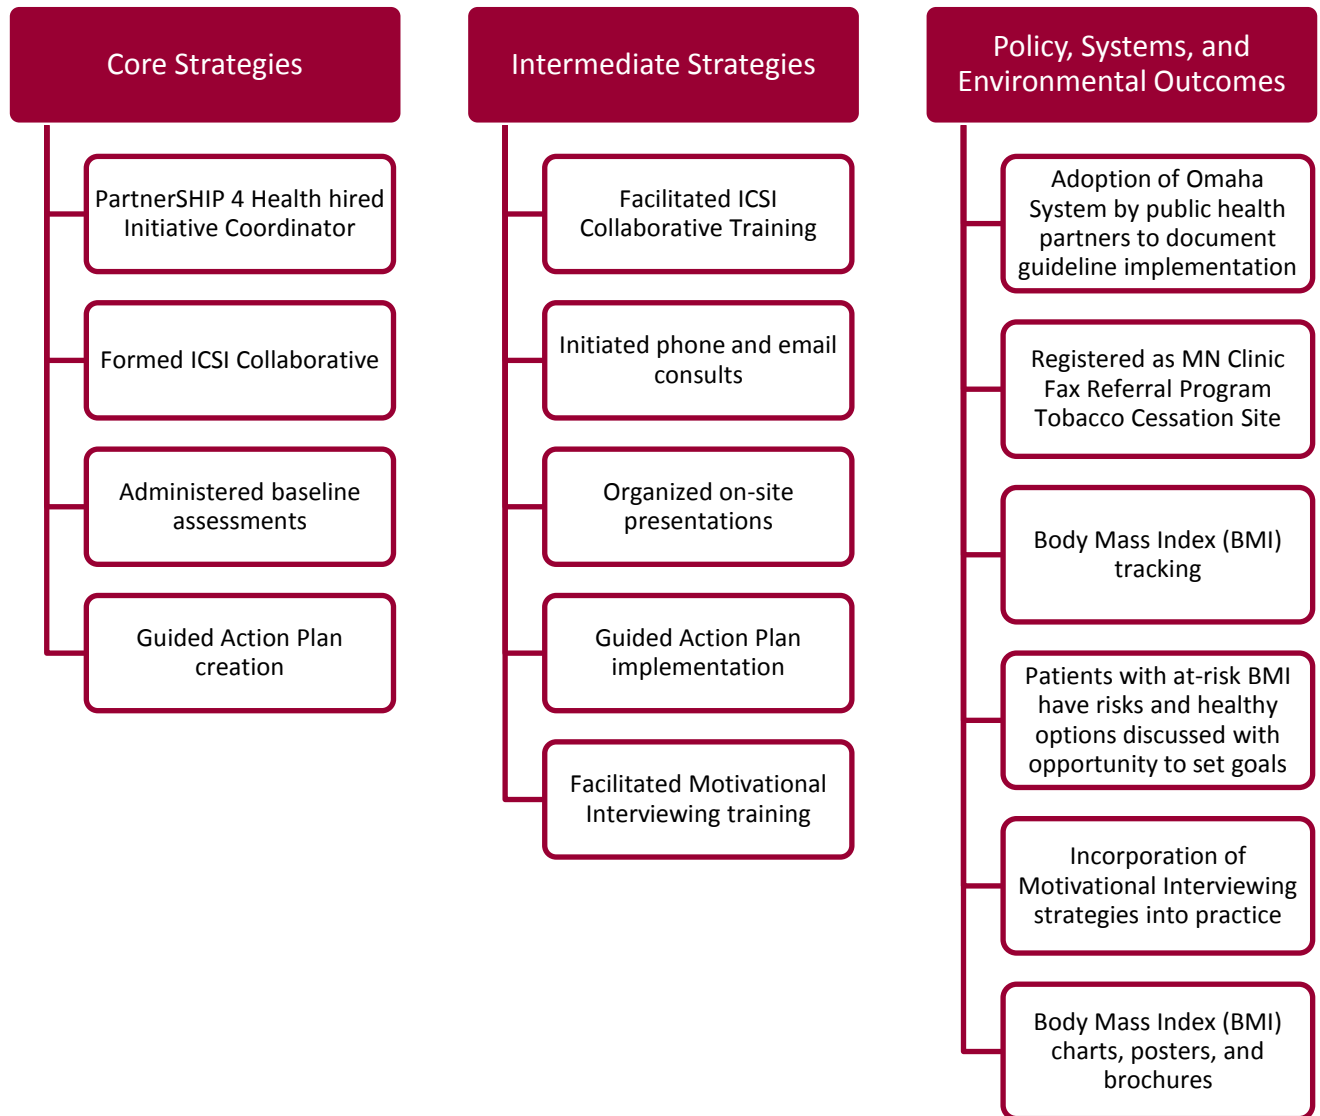 Core Strategies
PartnerSHIP 4 Health hired
Initiative Coordinator
Formed ICSI Collaborative
Administered baseline
assessments
Guided Action Plan
creation
Intermediate Strategies
Facilitated ICSI
Collaborative Training
Initiated phone and email
consults
Organized on-site
presentations
Guided Action Plan
implementation
Facilitated Motivational
Interviewing training
Policy, Systems, and
Environmental Outcomes
Adoption of Omaha
System by public health
partners to document
guideline implementation
Registered as MN Clinic
Fax Referral Program
Tobacco Cessation Site
Body Mass Index (BMI)
tracking
Patients with at-risk BMI
have risks and healthy
options discussed with
opportunity to set goals
Incorporation of
Motivational Interviewing
strategies into practice
Body Mass Index (BMI)
charts, posters, and
brochures